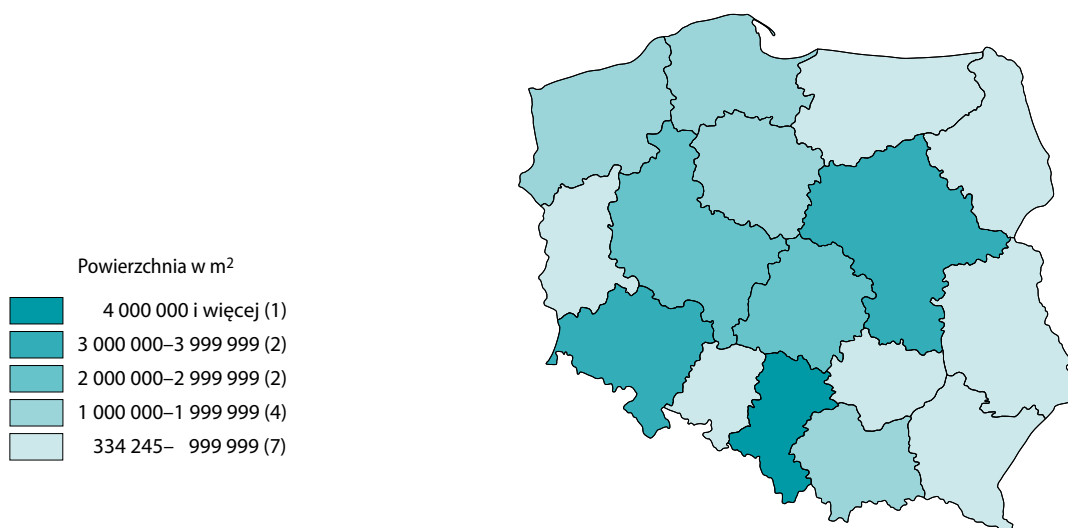 Powierzchnia w m²
4 000 000 i więcej (1)
3 000 000–3 999 999 (2)
2 000 000–2 999 999 (2)
1 000 000–1 999 999 (4)
334 245– 999 999 (7)